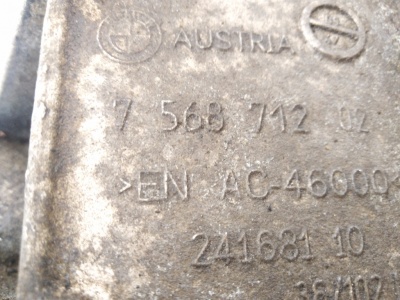 AUSTRIA
7 568 712 02
>EN AC-46000<
241681 10